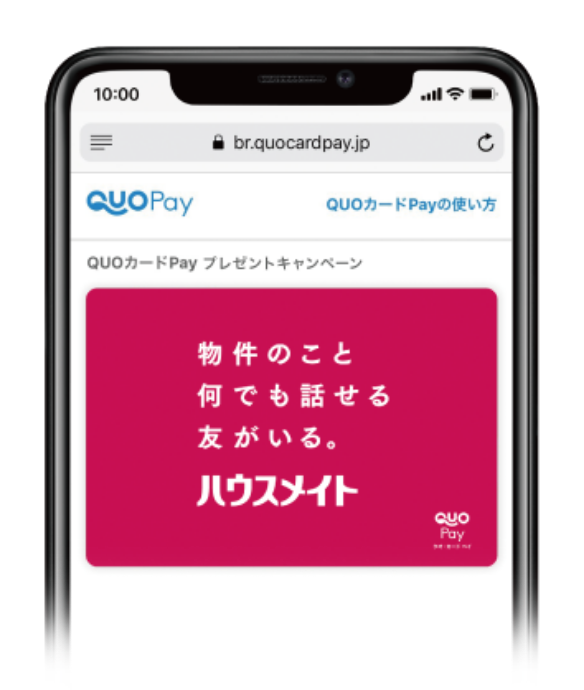 10:00
br.quocardpay.jp
QUOPay
QUOカードPayの使い方
QUOカードPay プレゼントキャンペーン
物件のこと
何でも話せる
友がいる。
ハウスメイト
QUO
Pay